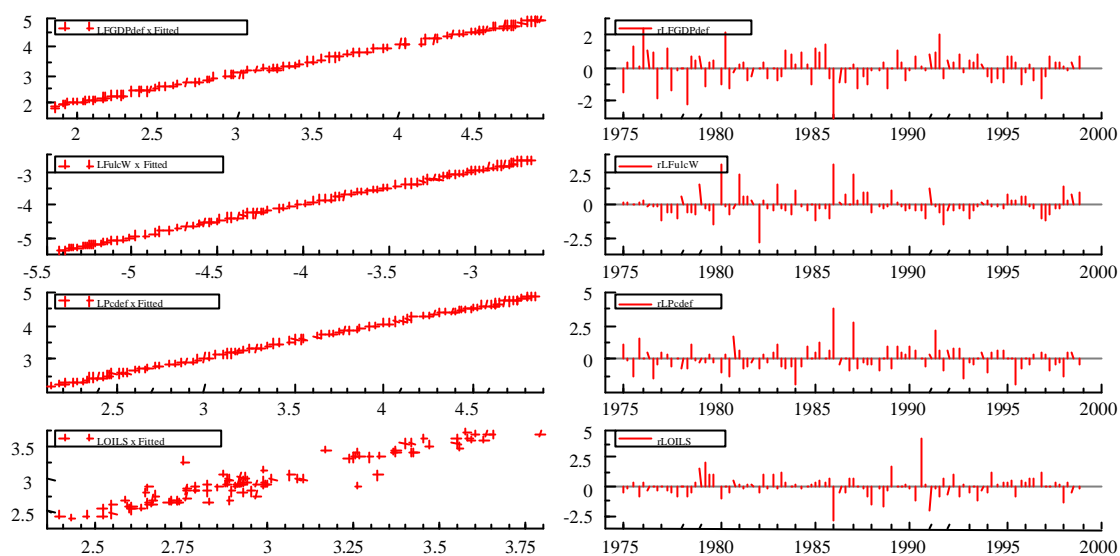 5
4
3
2
LFGDPdef x Fitted
2 2.5 3 3.5 4 4.5
2
0
-2
rLFGDPdef
1975 1980 1985 1990 1995 2000
-3
-4
-5
LFulcW x Fitted
-5.5 -5 -4.5 -4 -3.5 -3
2.5
0
-2.5
rLFulcW
1975 1980 1985 1990 1995 2000
5
4
3
LPcdef x Fitted
2.5 3 3.5 4 4.5
5
2.5
0
rLPcdef
1975 1980 1985 1990 1995 2000
3.5
3
2.5
LOILS x Fitted
2.5 2.75 3 3.25 3.5 3.75
5
2.5
0
-2.5
rLOILS
1975 1980 1985 1990 1995 2000